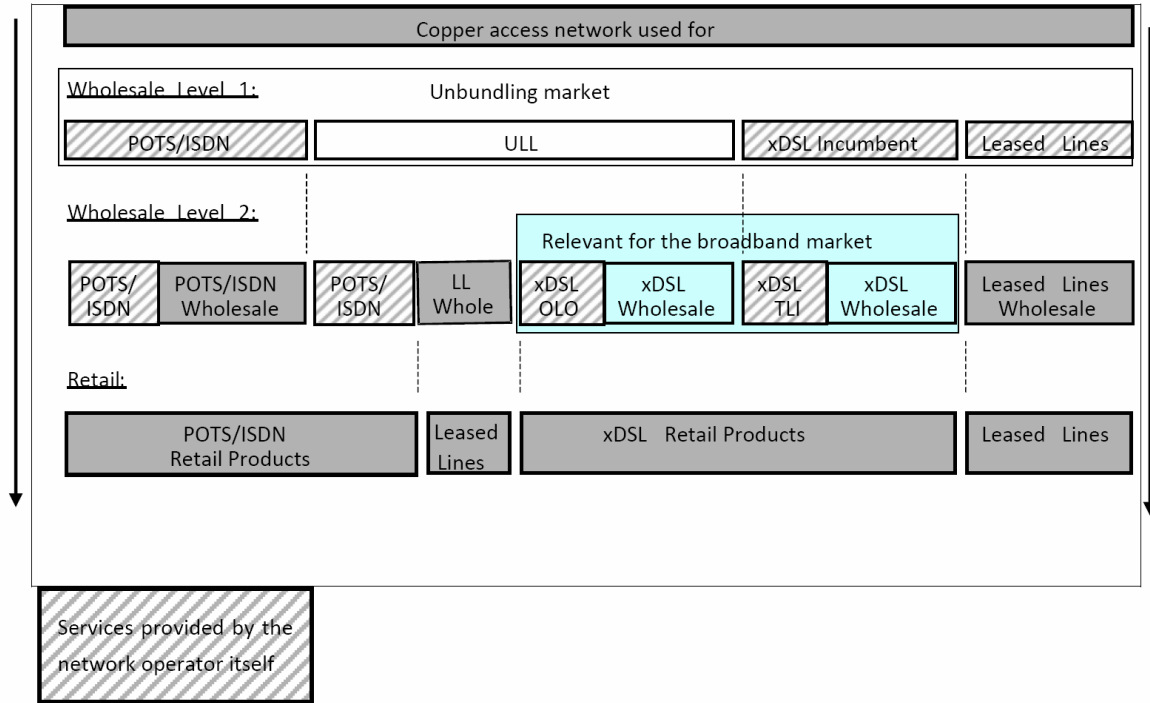 Copper access network used for
Wholesale Level 1:
Unbundling market
POTS/ISDN
ULL
xDSL Incumbent
Leased Lines
Wholesale Level 2:
Relevant for the broadband market
POTS/
ISDN
POTS/ISDN
Wholesale
POTS/
ISDN
LL
Whole
xDSL
OLO
xDSL
Wholesale
xDSL
TLI
xDSL
Wholesale
Leased Lines
Wholesale
Retail:
POTS/ISDN
Retail Products
Leased
Lines
xDSL Retail Products
Leased Lines
Services provided by the
network operator itself